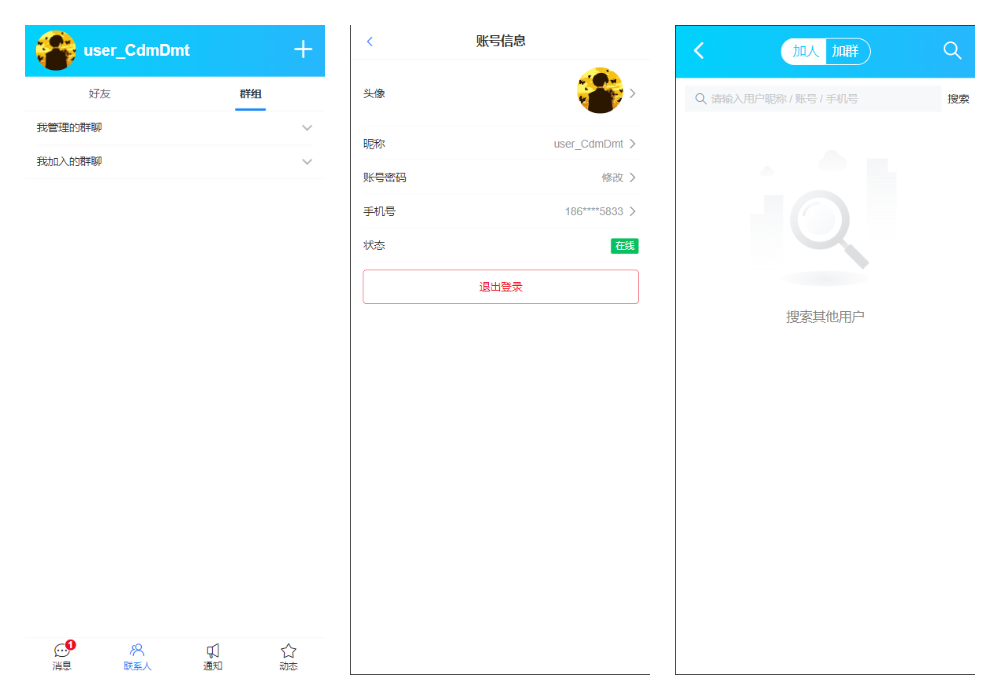 user_CdmDmt
好友 群组
我管理的群聊
我加入的群聊
1
消息 联系人 通知 动态
账号信息
头像
昵称 user_CdmDmt
账号密码 修改
手机号 186****5833
状态 在线
退出登录
加人 加群
请输入用户昵称 / 账号 / 手机号 搜索
搜索其他用户